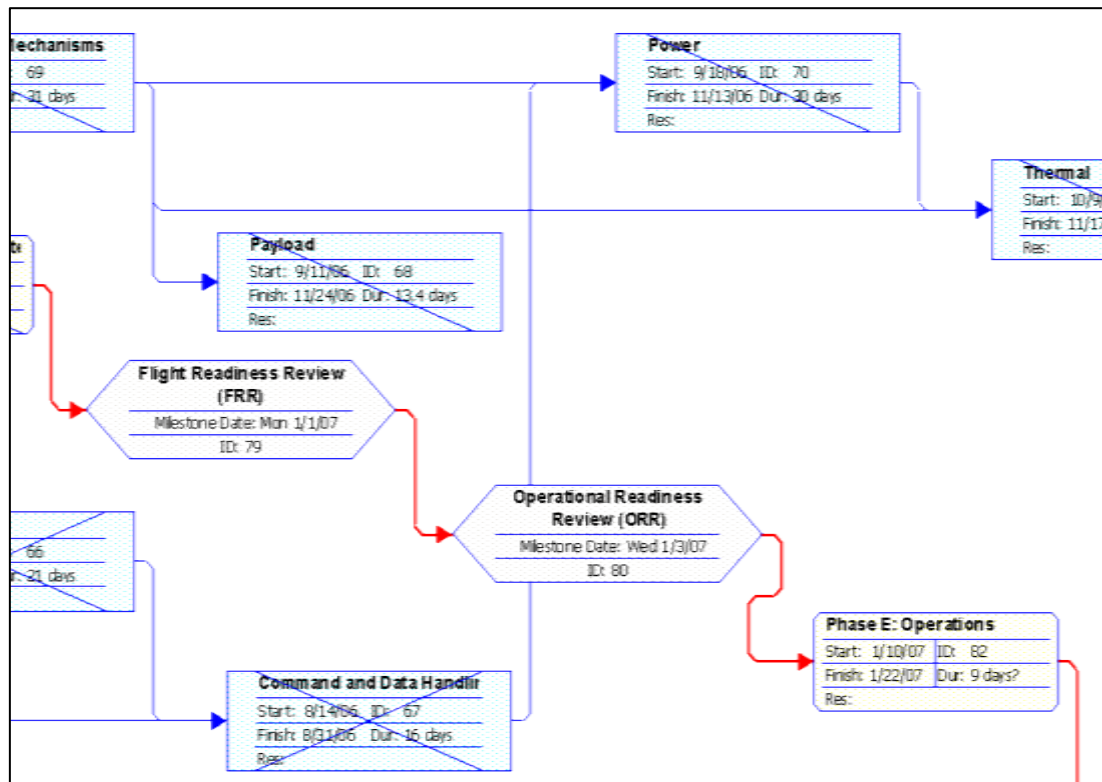 Mechanisms
69
31 days
Power
Start: 9/18/06 ID: 70
Finish: 11/13/06 Dur: 30 days
Res:
Thermal
Start: 10/9/
Finish: 11/17
Res:
Payload
Start: 9/11/06 ID: 68
Finish: 11/24/06 Dur: 13.4 days
Res:
Flight Readiness Review
(FRR)
Milestone Date: Mon 1/1/07
ID: 79
Operational Readiness
Review (ORR)
Milestone Date: Wed 1/3/07
ID: 80
66
21 days
Phase E: Operations
Start: 1/10/07 ID: 82
Finish: 1/22/07 Dur: 9 days?
Res:
Command and Data Handlin
Start: 8/14/06 ID: 67
Finish: 8/31/06 Dur: 16 days
Res: